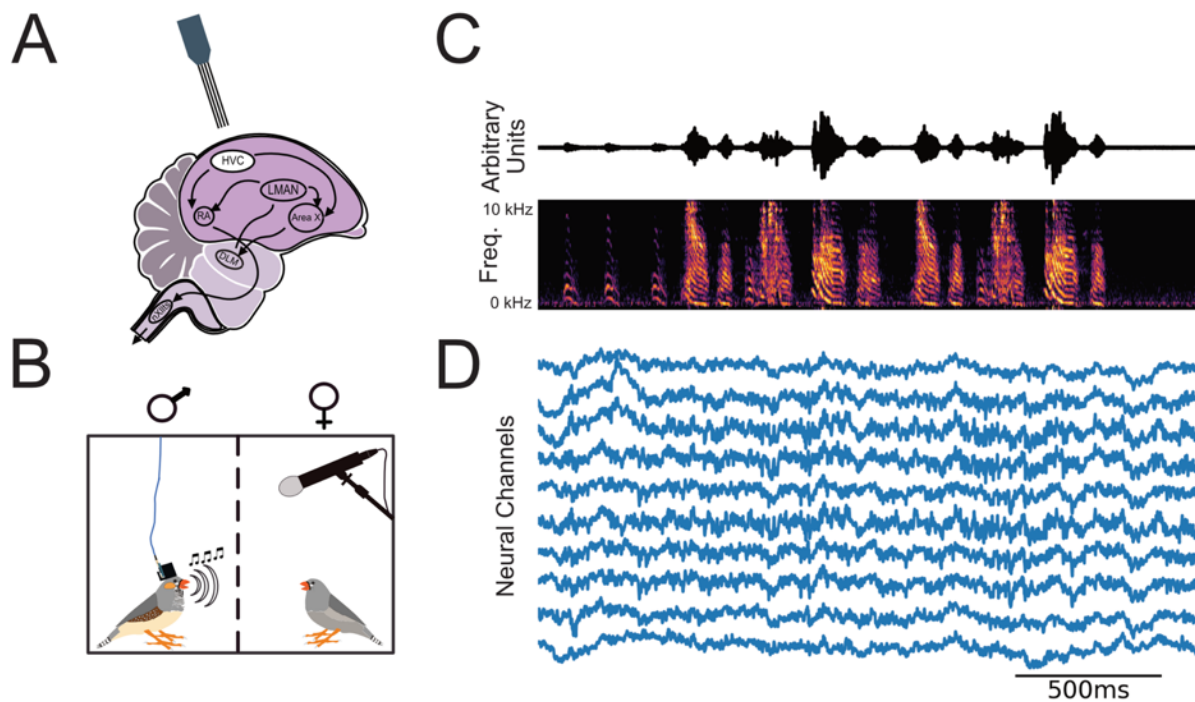 A
HVC
LMAN
RA
Area X
DLM
nXIIts
B
♂
♀
C
Arbitrary
Units
10 kHz
Freq.
0 kHz
D
Neural Channels
500ms